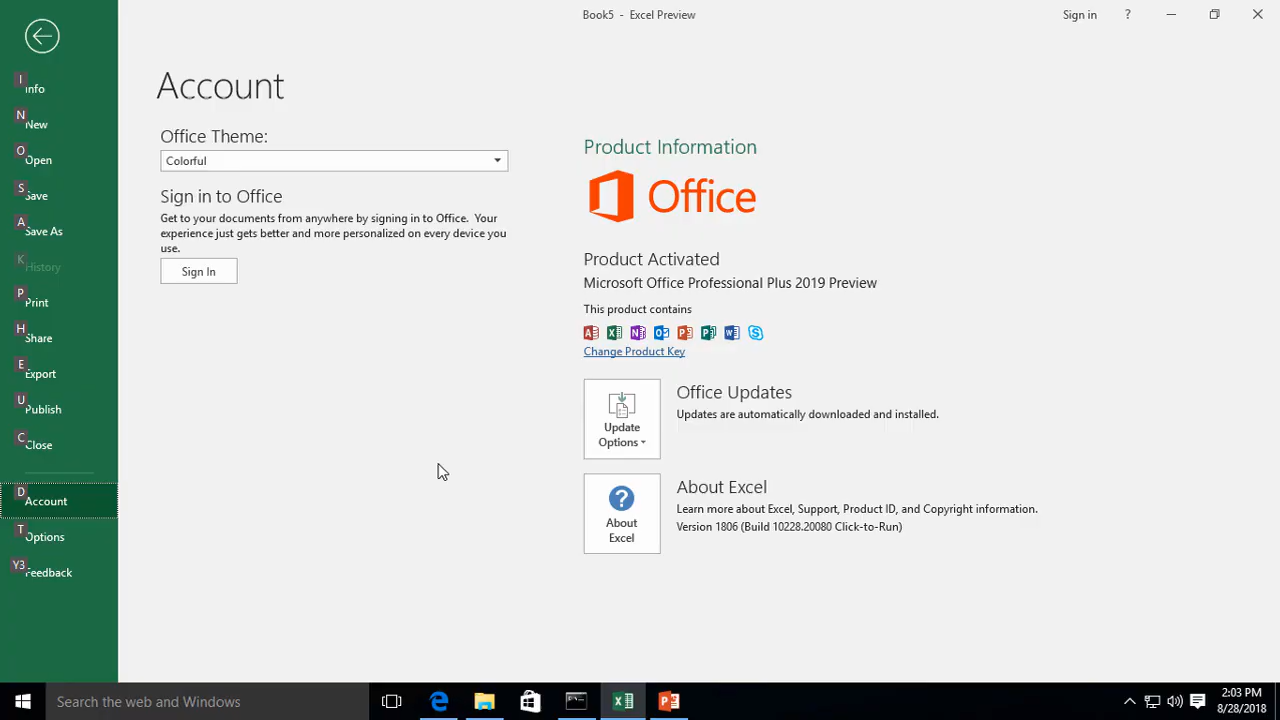 Book5 - Excel Preview
Sign in
?
I
Info
N
New
O
Open
S
Save
A
Save As
K
History
P
Print
H
Share
E
Export
U
Publish
C
Close
D
Account
T
Options
Y3
Feedback
Account
Office Theme:
Colorful
Sign in to Office
Get to your documents from anywhere by signing in to Office. Your
experience just gets better and more personalized on every device you
use.
Sign In
Product Information
Office
Product Activated
Microsoft Office Professional Plus 2019 Preview
This product contains
Change Product Key
Update
Options
Office Updates
Updates are automatically downloaded and installed.
?
About
Excel
About Excel
Learn more about Excel, Support, Product ID, and Copyright information.
Version 1806 (Build 10228.20080 Click-to-Run)
Search the web and Windows
2:03 PM
8/28/2018